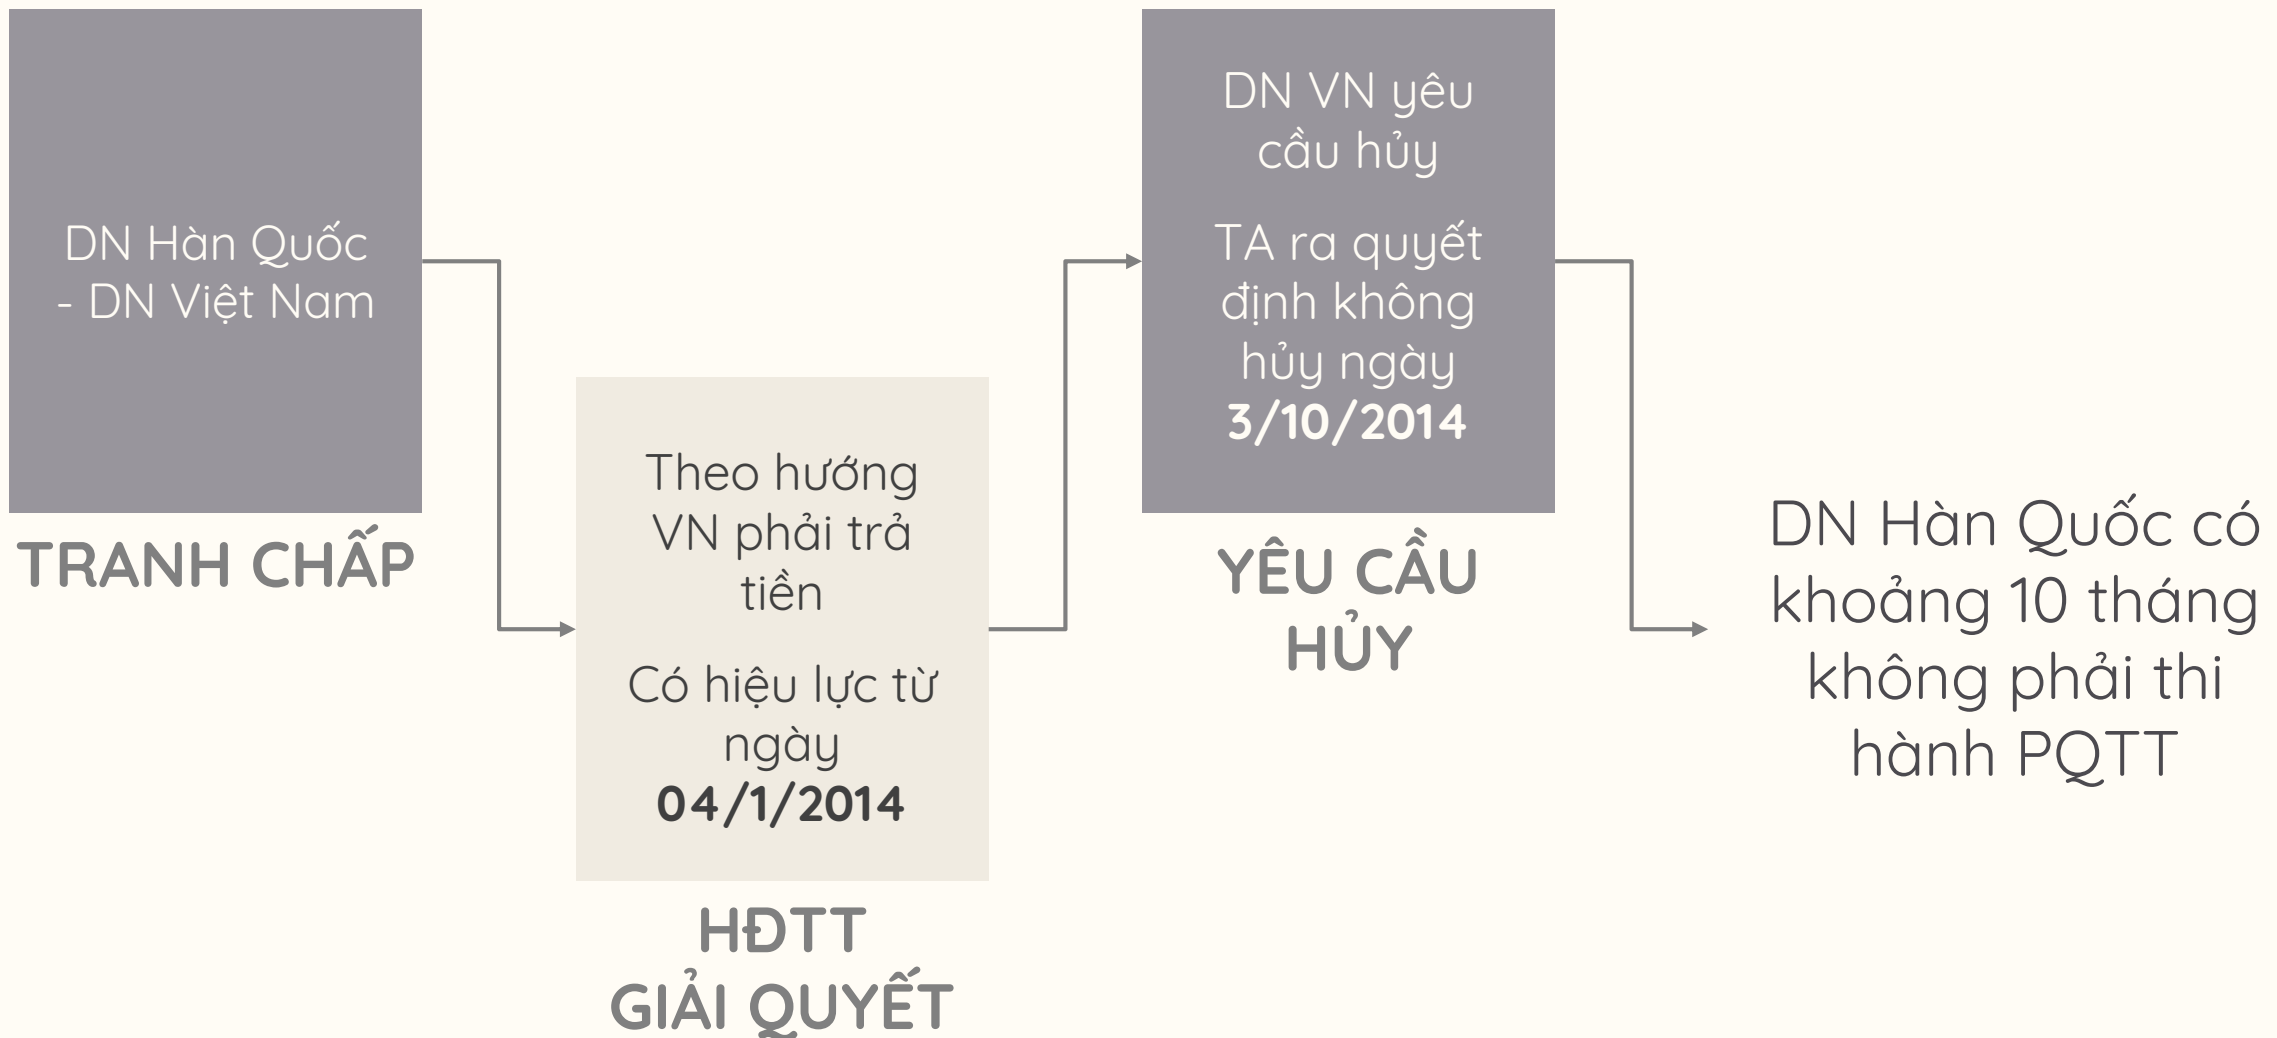 DN Hàn Quốc
- DN Việt Nam
TRANH CHẤP
Theo hướng
VN phải trả
tiền
Có hiệu lực từ
ngày
04/1/2014
HĐTT
GIẢI QUYẾT
DN VN yêu
cầu hủy
TA ra quyết
định không
hủy ngày
3/10/2014
YÊU CẦU
HỦY
DN Hàn Quốc có
khoảng 10 tháng
không phải thi
hành PQTT